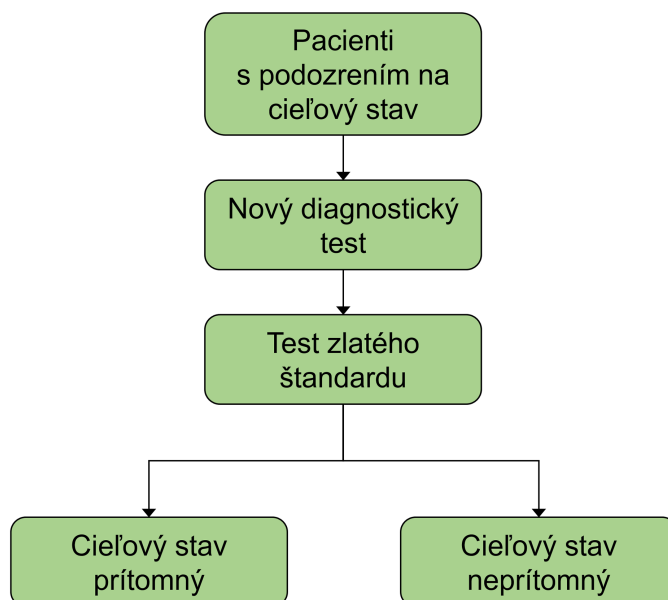 Pacienti
s podozrením na
cieľový stav
Nový diagnostický
test
Test zlatého
štandardu
Cieľový stav
prítomný
Cieľový stav
neprítomný